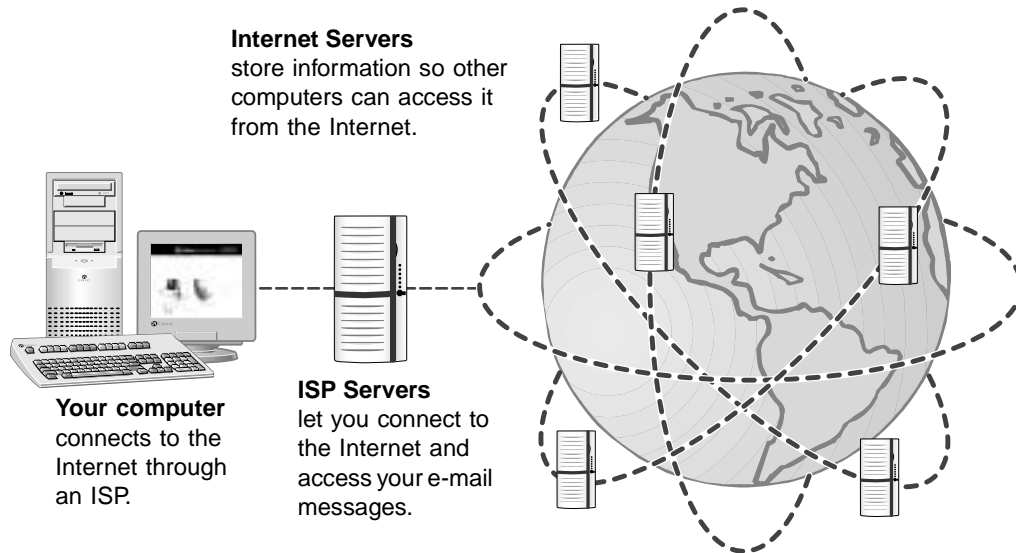 Internet Servers
store information so other
computers can access it
from the Internet.
Your computer
connects to the
Internet through
an ISP.
ISP Servers
let you connect to
the Internet and
access your e-mail
messages.